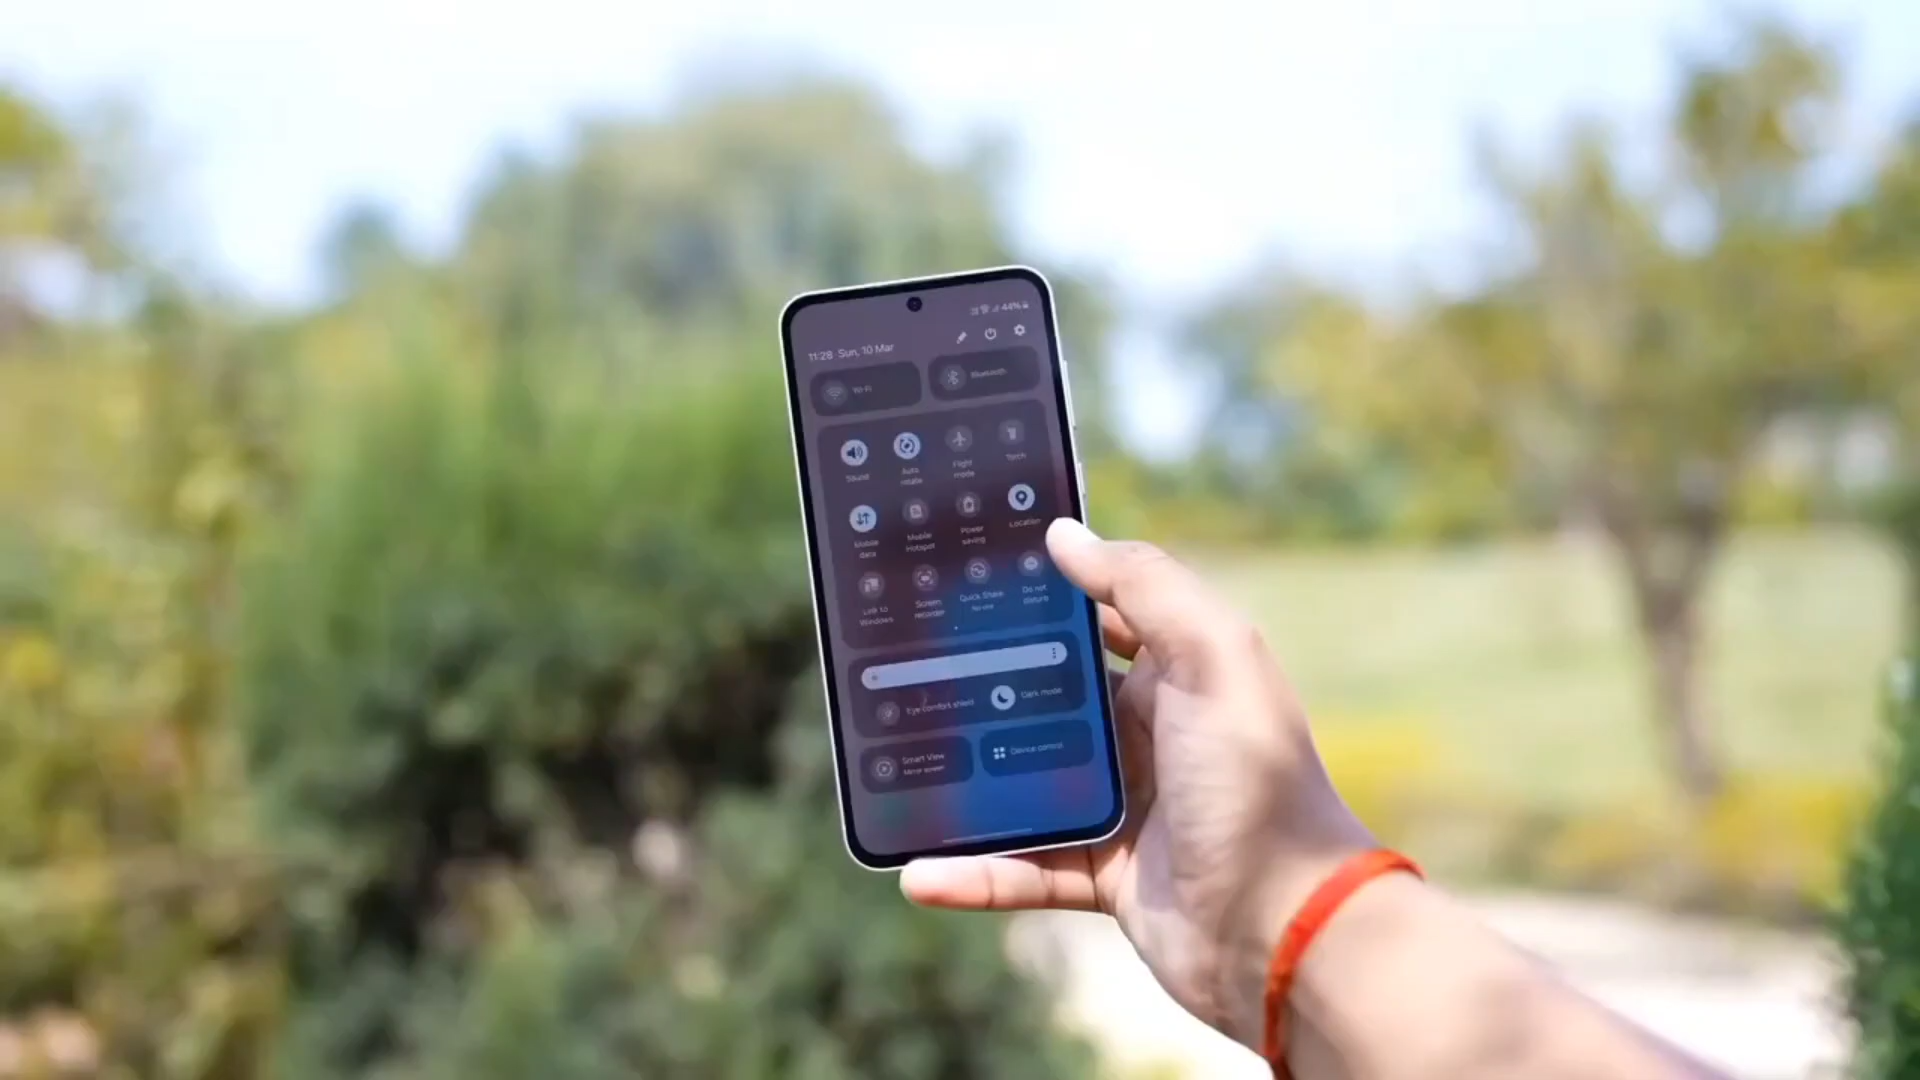 44%
11:28 Sun, 10 Mar
Wi-Fi
Bluetooth
Sound
Auto
rotate
Flight
mode
Torch
Mobile
data
Mobile
Hotspot
Power
saving
Location
Link to
Windows
Screen
recorder
Quick Share
No one
Do not
disturb
Eye comfort shield
Dark mode
Smart View
Mirror screen
Device control